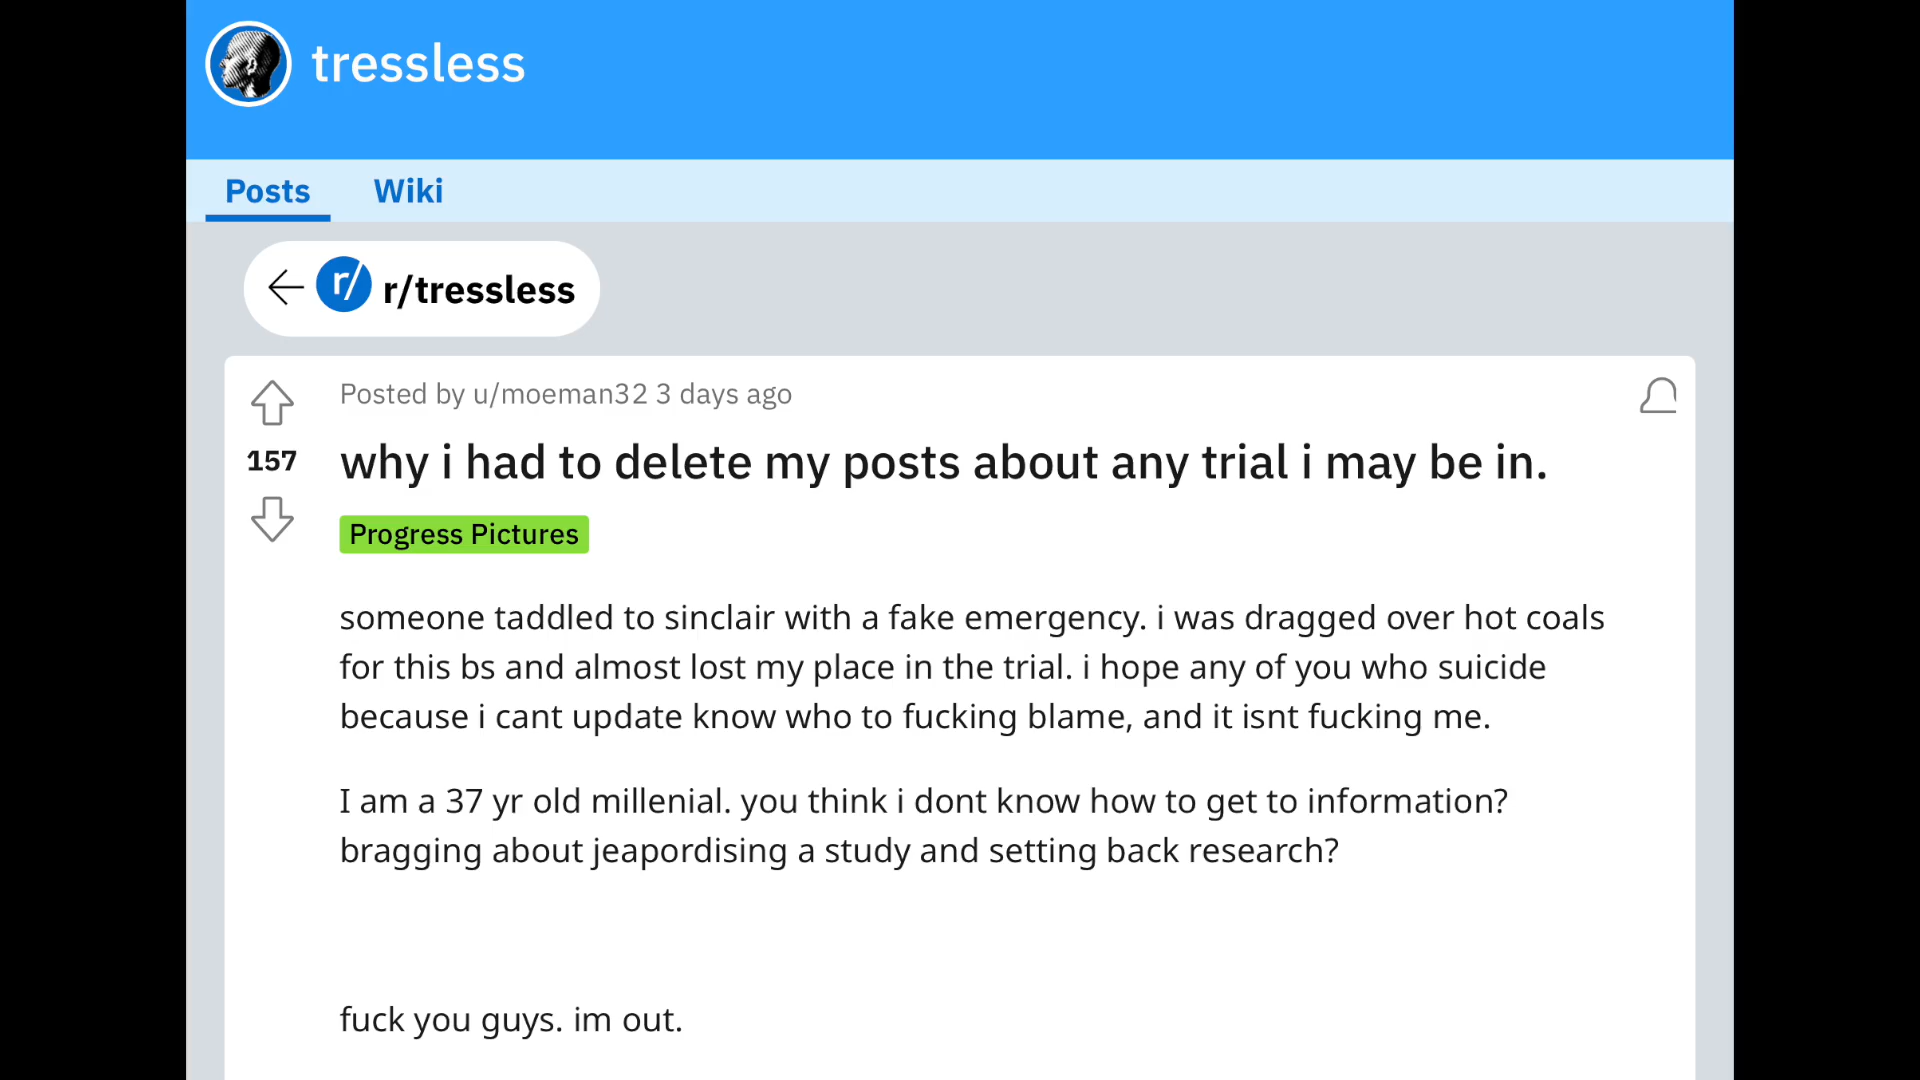 tressless
Posts Wiki
r/ r/tressless
Posted by u/moeman32 3 days ago
157
why i had to delete my posts about any trial i may be in.
Progress Pictures
someone taddled to sinclair with a fake emergency. i was dragged over hot coals
for this bs and almost lost my place in the trial. i hope any of you who suicide
because i cant update know who to fucking blame, and it isnt fucking me.
I am a 37 yr old millenial. you think i dont know how to get to information?
bragging about jeapordising a study and setting back research?
fuck you guys. im out.